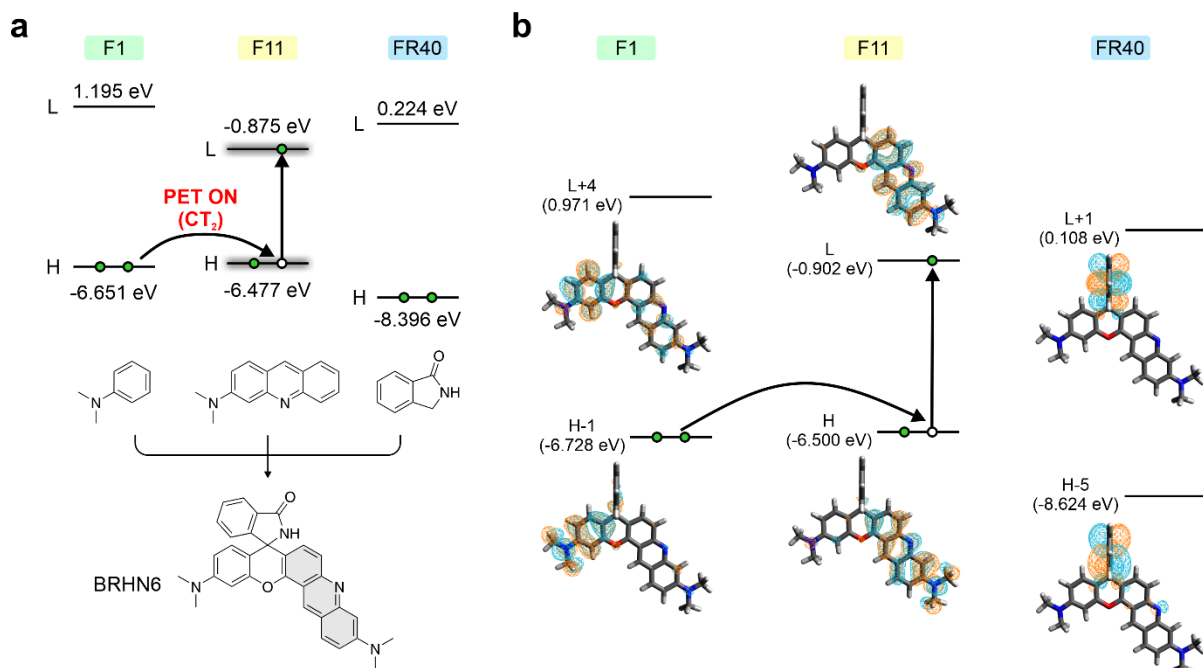 a
F1
F11
FR40
L
1.195 eV
-0.875 eV
L
0.224 eV
L
PET ON
(CT2)
H
-6.651 eV
H
-6.477 eV
H
-8.396 eV
N
N
N
O
NH
O
NH
N
O
N
N
BRHN6
b
F1
F11
FR40
L+4
(0.971 eV)
L
(-0.902 eV)
L+1
(0.108 eV)
H-1
(-6.728 eV)
H
(-6.500 eV)
H-5
(-8.624 eV)